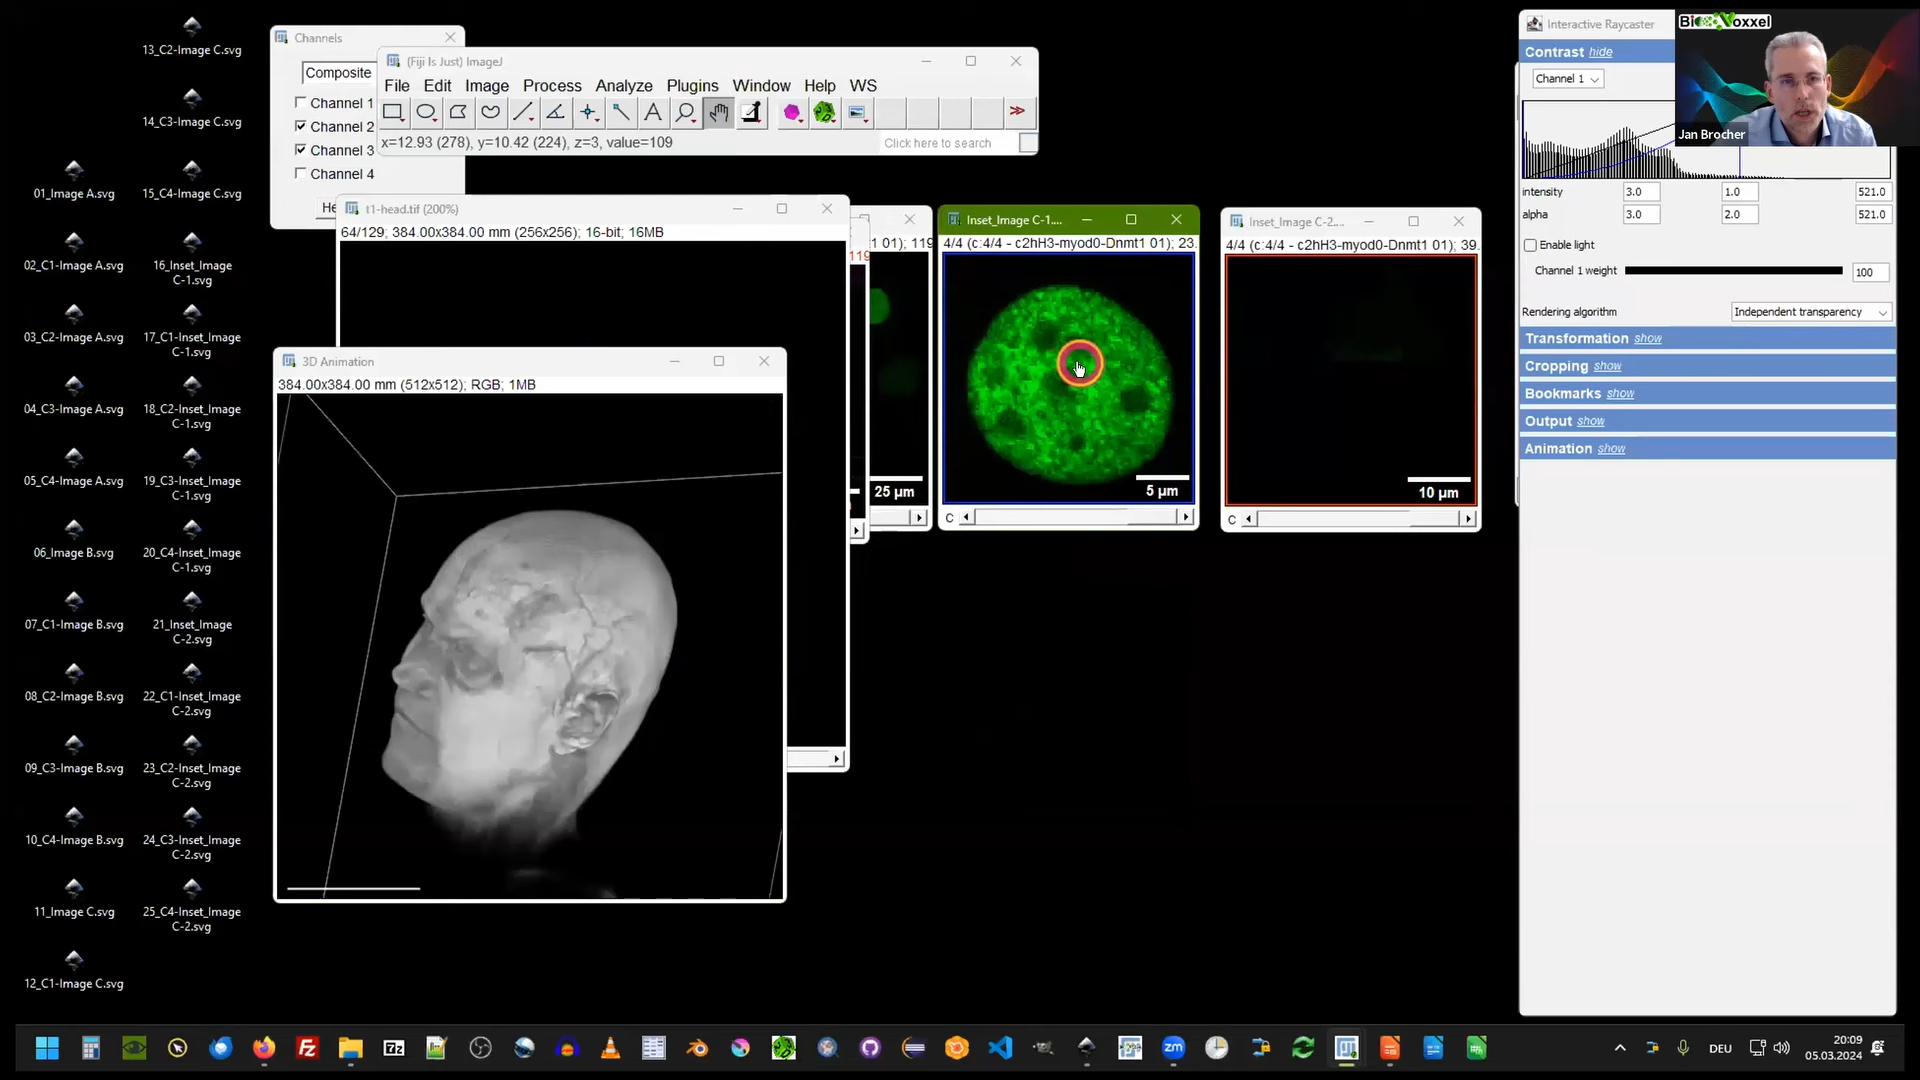 13_C2-Image C.svg
14_C3-Image C.svg
01_Image A.svg
15_C4-Image C.svg
02_C1-Image A.svg
16_Inset_Image
C-1.svg
03_C2-Image A.svg
17_C1-Inset_Image
C-1.svg
04_C3-Image A.svg
18_C2-Inset_Image
C-1.svg
05_C4-Image A.svg
19_C3-Inset_Image
C-1.svg
06_Image B.svg
20_C4-Inset_Image
C-1.svg
07_C1-Image B.svg
21_Inset_Image
C-2.svg
08_C2-Image B.svg
22_C1-Inset_Image
C-2.svg
09_C3-Image B.svg
23_C2-Inset_Image
C-2.svg
10_C4-Image B.svg
24_C3-Inset_Image
C-2.svg
11_Image C.svg
25_C4-Inset_Image
C-2.svg
12_C1-Image C.svg
Channels
Composite
Channel 1
Channel 2
Channel 3
Channel 4
He
(Fiji Is Just) ImageJ
File Edit Image Process Analyze Plugins Window Help WS
A
x=12.93 (278), y=10.42 (224), z=3, value=109
Click here to search
t1-head.tif (200%)
64/129; 384.00x384.00 mm (256x256); 16-bit; 16MB
3D Animation
384.00x384.00 mm (512x512); RGB; 1MB
1 01); 119
119
25 µm
Inset_Image C-1....
4/4 (c:4/4 - c2hH3-myod0-Dnmt1 01); 23.
5 µm
C
Inset_Image C-2....
4/4 (c:4/4 - c2hH3-myod0-Dnmt1 01); 39.
10 µm
C
Interactive Raycaster
BioVoxxel
Jan Brocher
Contrast hide
Channel 1
intensity 3.0 1.0 521.0
alpha 3.0 2.0 521.0
Enable light
Channel 1 weight 100
Rendering algorithm Independent transparency
Transformation show
Cropping show
Bookmarks show
Output show
Animation show
Fz
7z
zm
DEU
20:09
05.03.2024